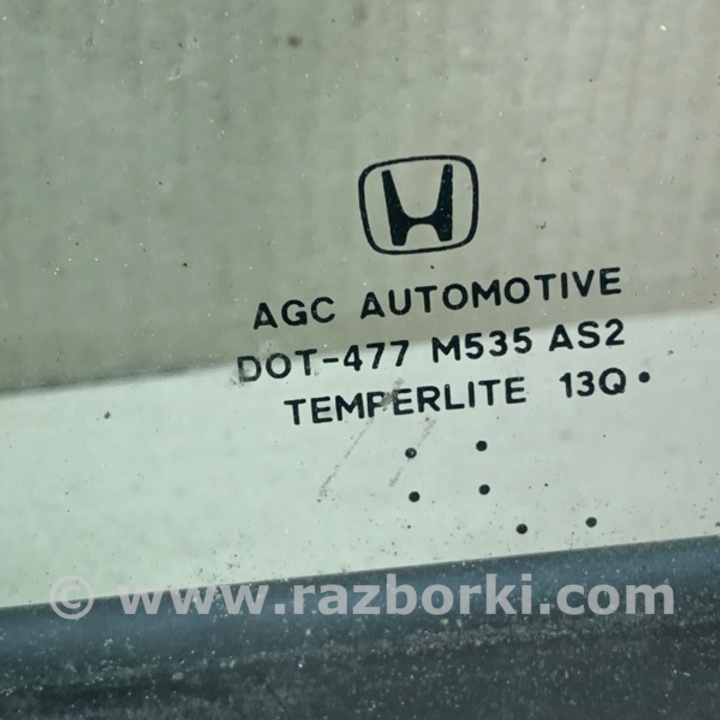 AGC AUTOMOTIVE
DOT-477 M535 AS2
TEMPERLITE 13Q•
© www.razborki.com